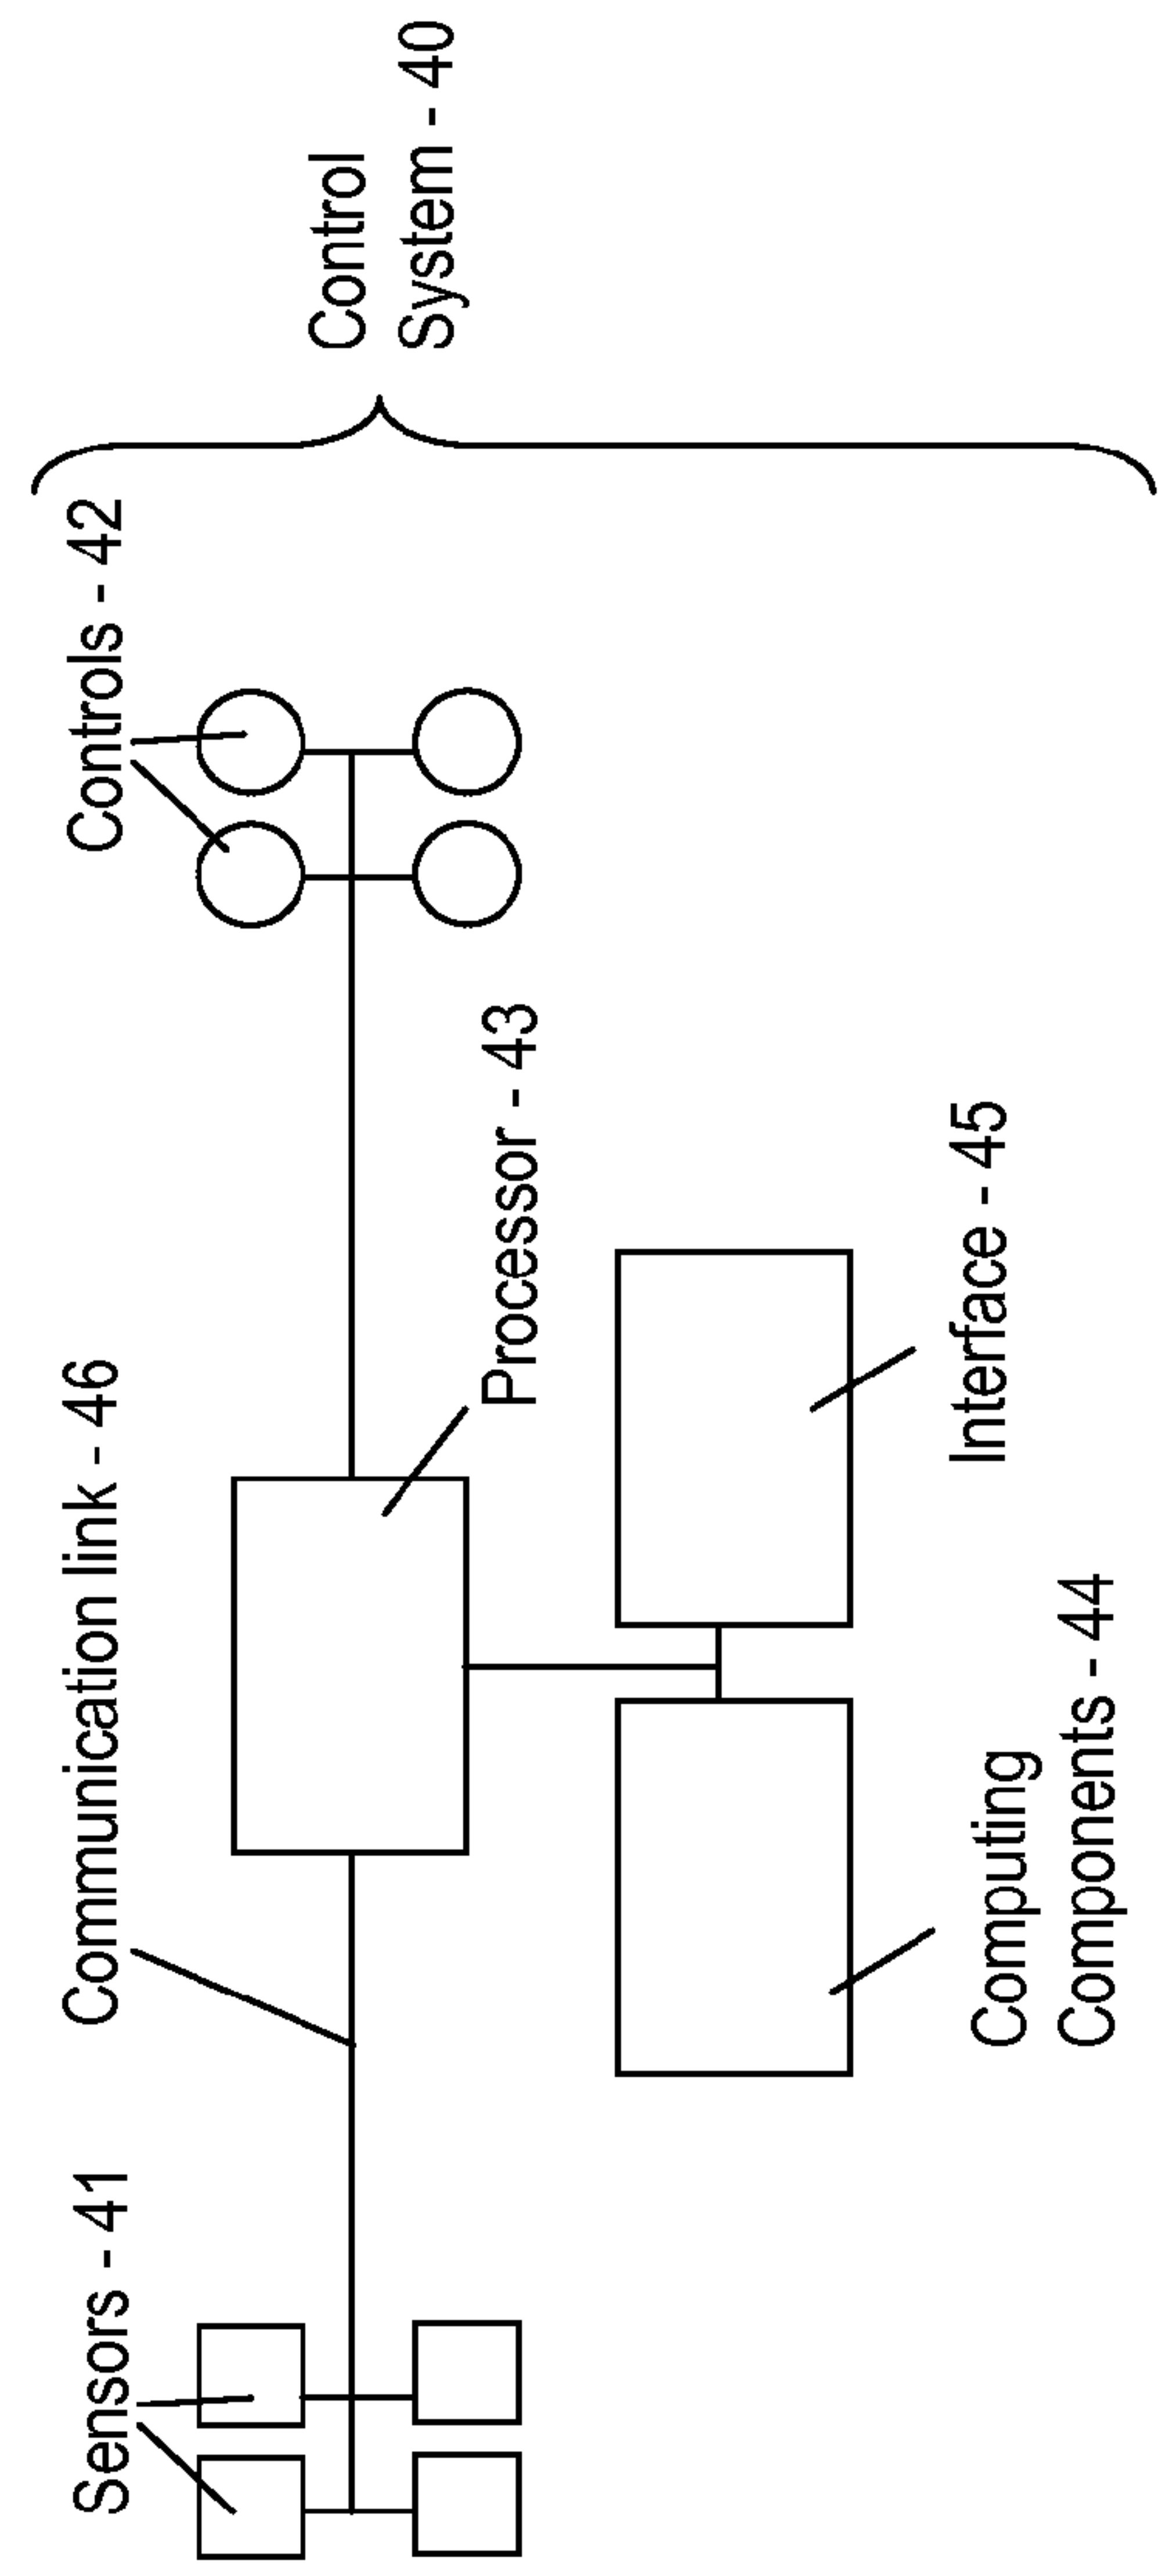 Sensors - 41
Communication link - 46
Controls - 42
Control
System - 40
Processor - 43
Interface - 45
Computing
Components - 44